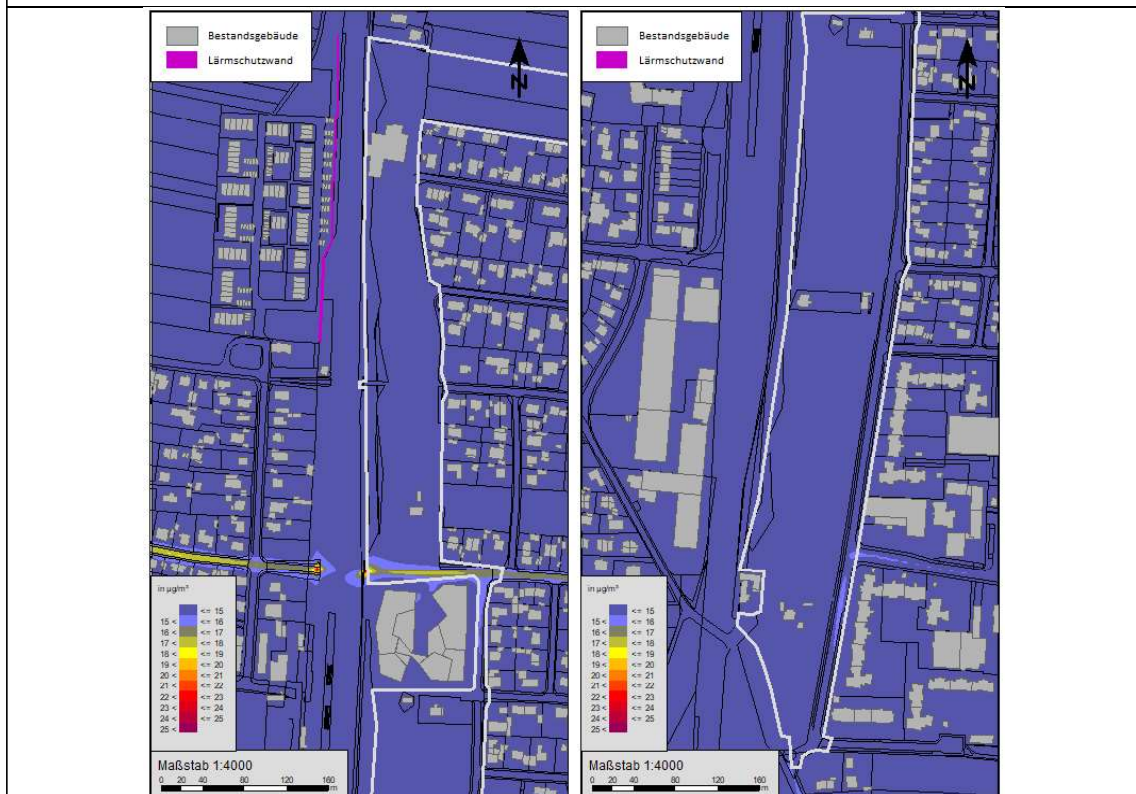 Bestandsgebäude
Lärmschutzwand
N
in µg/m³
<= 15
15 < <= 16
16 < <= 17
17 < <= 18
18 < <= 19
19 < <= 20
20 < <= 21
21 < <= 22
22 < <= 23
23 < <= 24
24 < <= 25
25 <
Maßstab 1:4000
0 20 40 80 120 160
m
Bestandsgebäude
Lärmschutzwand
N
in µg/m³
<= 15
15 < <= 16
16 < <= 17
17 < <= 18
18 < <= 19
19 < <= 20
20 < <= 21
21 < <= 22
22 < <= 23
23 < <= 24
24 < <= 25
25 <
Maßstab 1:4000
0 20 40 80 120 160
m